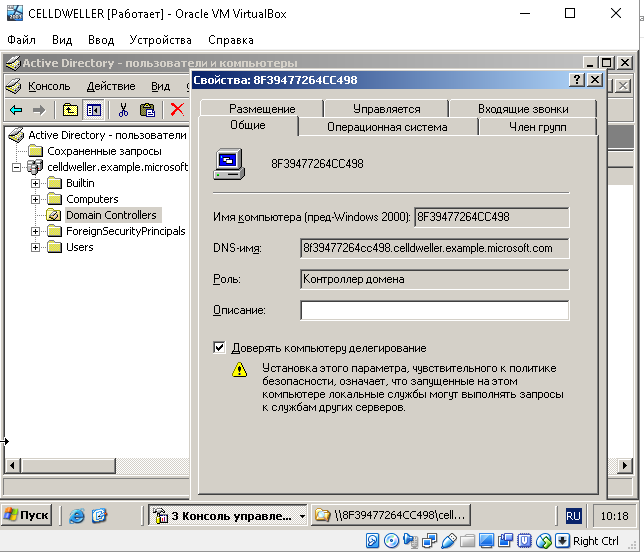 CELLDWELLER [Работает] - Oracle VM VirtualBox
Файл Вид Ввод Устройства Справка
Active Directory - пользователи и компьютеры
Консоль Действие Вид
Свойства: 8F39477264CC498
Размещение Управляется Входящие звонки
Общие Операционная система Член групп
Active Directory - пользователи
Сохраненные запросы
celldweller.example.microsoft
Builtin
Computers
Domain Controllers
ForeignSecurityPrincipals
Users
8F39477264CC498
Имя компьютера (пред-Windows 2000): 8F39477264CC498
DNS-имя: 8f39477264cc498.celldweller.example.microsoft.com
Роль: Контроллер домена
Описание:
Доверять компьютеру делегирование
Установка этого параметра, чувствительного к политике
безопасности, означает, что запущенные на этом
компьютере локальные службы могут выполнять запросы
к службам других серверов.
Пуск 3 Консоль управле... \\8F39477264CC498\cell... RU 10:18
Right Ctrl